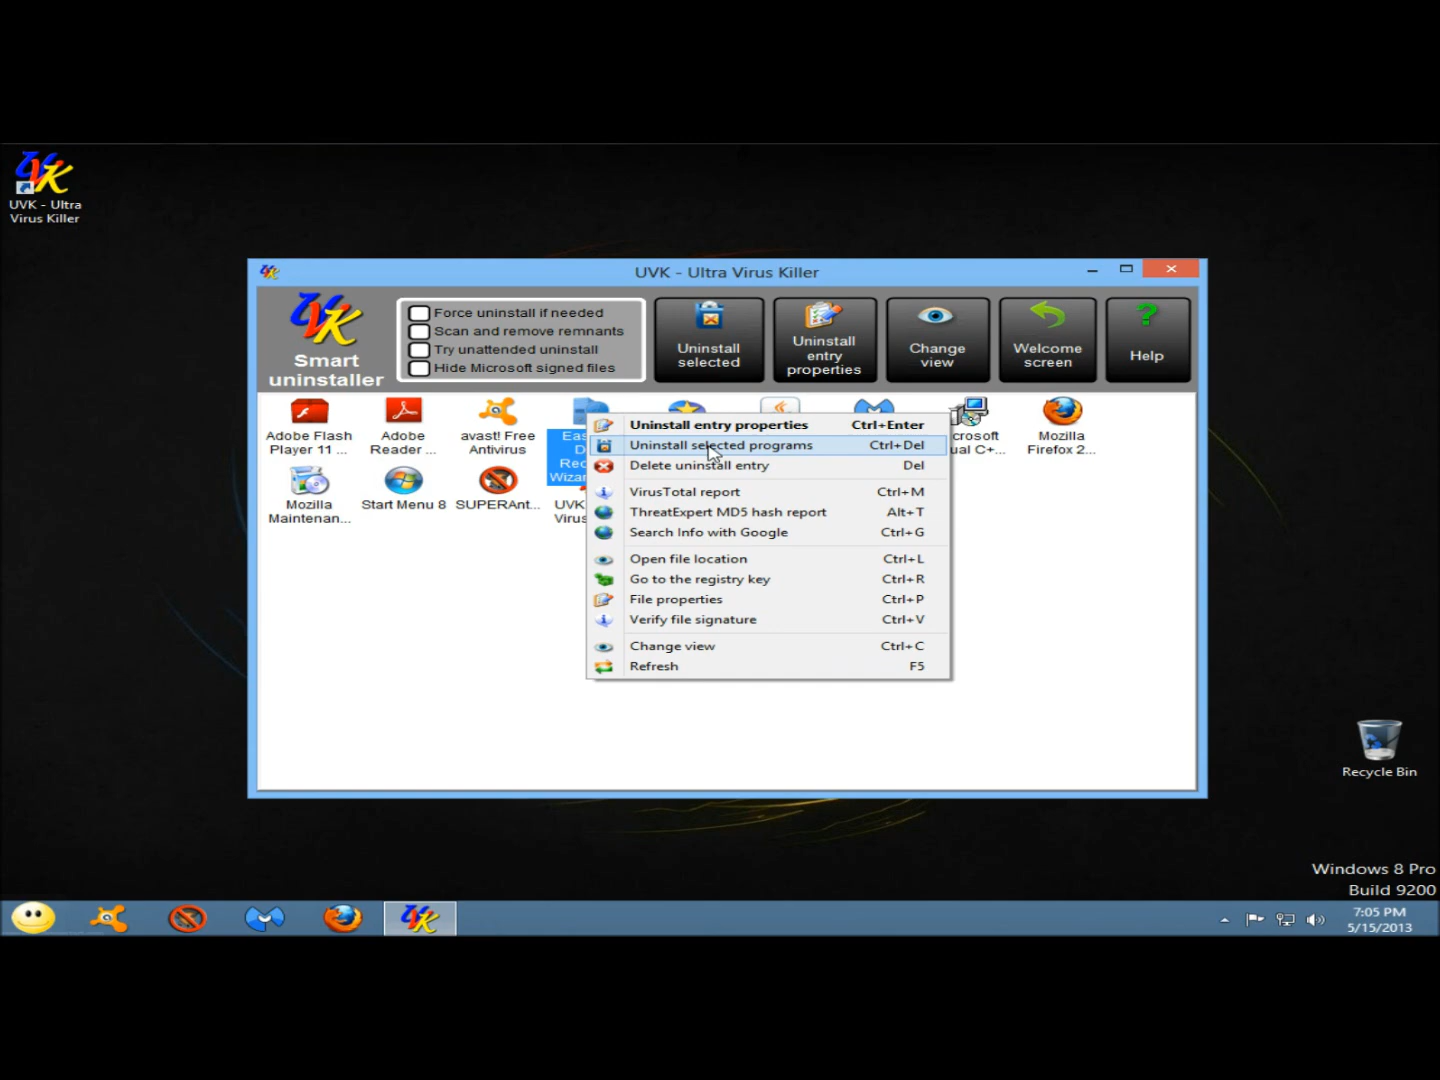 UVK - Ultra
Virus Killer
UVK - Ultra Virus Killer
UVK
Smart
uninstaller
Force uninstall if needed
Scan and remove remnants
Try unattended uninstall
Hide Microsoft signed files
Uninstall
selected
Uninstall
entry
properties
Change
view
Welcome
screen
Help
Adobe Flash
Player 11 ...
Adobe
Reader ...
avast! Free
Antivirus
Mozilla
Firefox 2...
Mozilla
Maintenan...
Start Menu 8
SUPERAnt...
UVK
Uninstall entry properties Ctrl+Enter
Uninstall selected programs Ctrl+Del
Delete uninstall entry Del
VirusTotal report Ctrl+M
ThreatExpert MD5 hash report Alt+T
Search Info with Google Ctrl+G
Open file location Ctrl+L
Go to the registry key Ctrl+R
File properties Ctrl+P
Verify file signature Ctrl+V
Change view Ctrl+C
Refresh F5
Recycle Bin
Windows 8 Pro
Build 9200
7:05 PM
5/15/2013